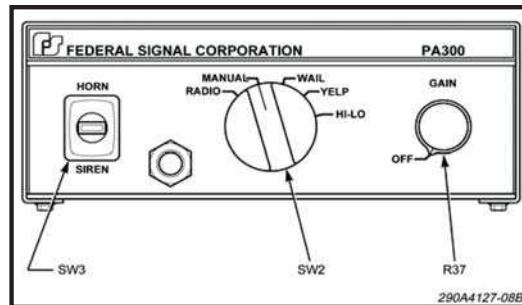 FEDERAL SIGNAL CORPORATION PA300
HORN
SIREN
MANUAL
WAIL
RADIO
YELP
HI-LO
GAIN
OFF
SW3
SW2
R37
290A4127-08B